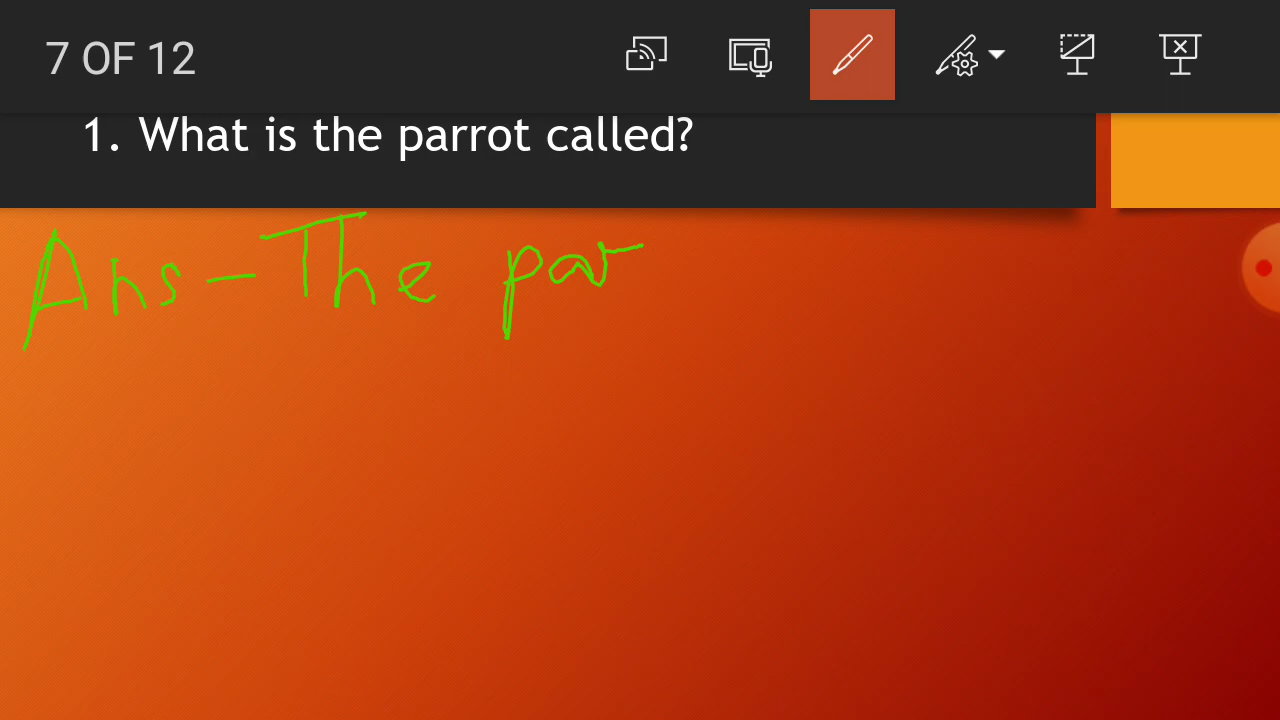 7 OF 12
1. What is the parrot called?
Ans - The par